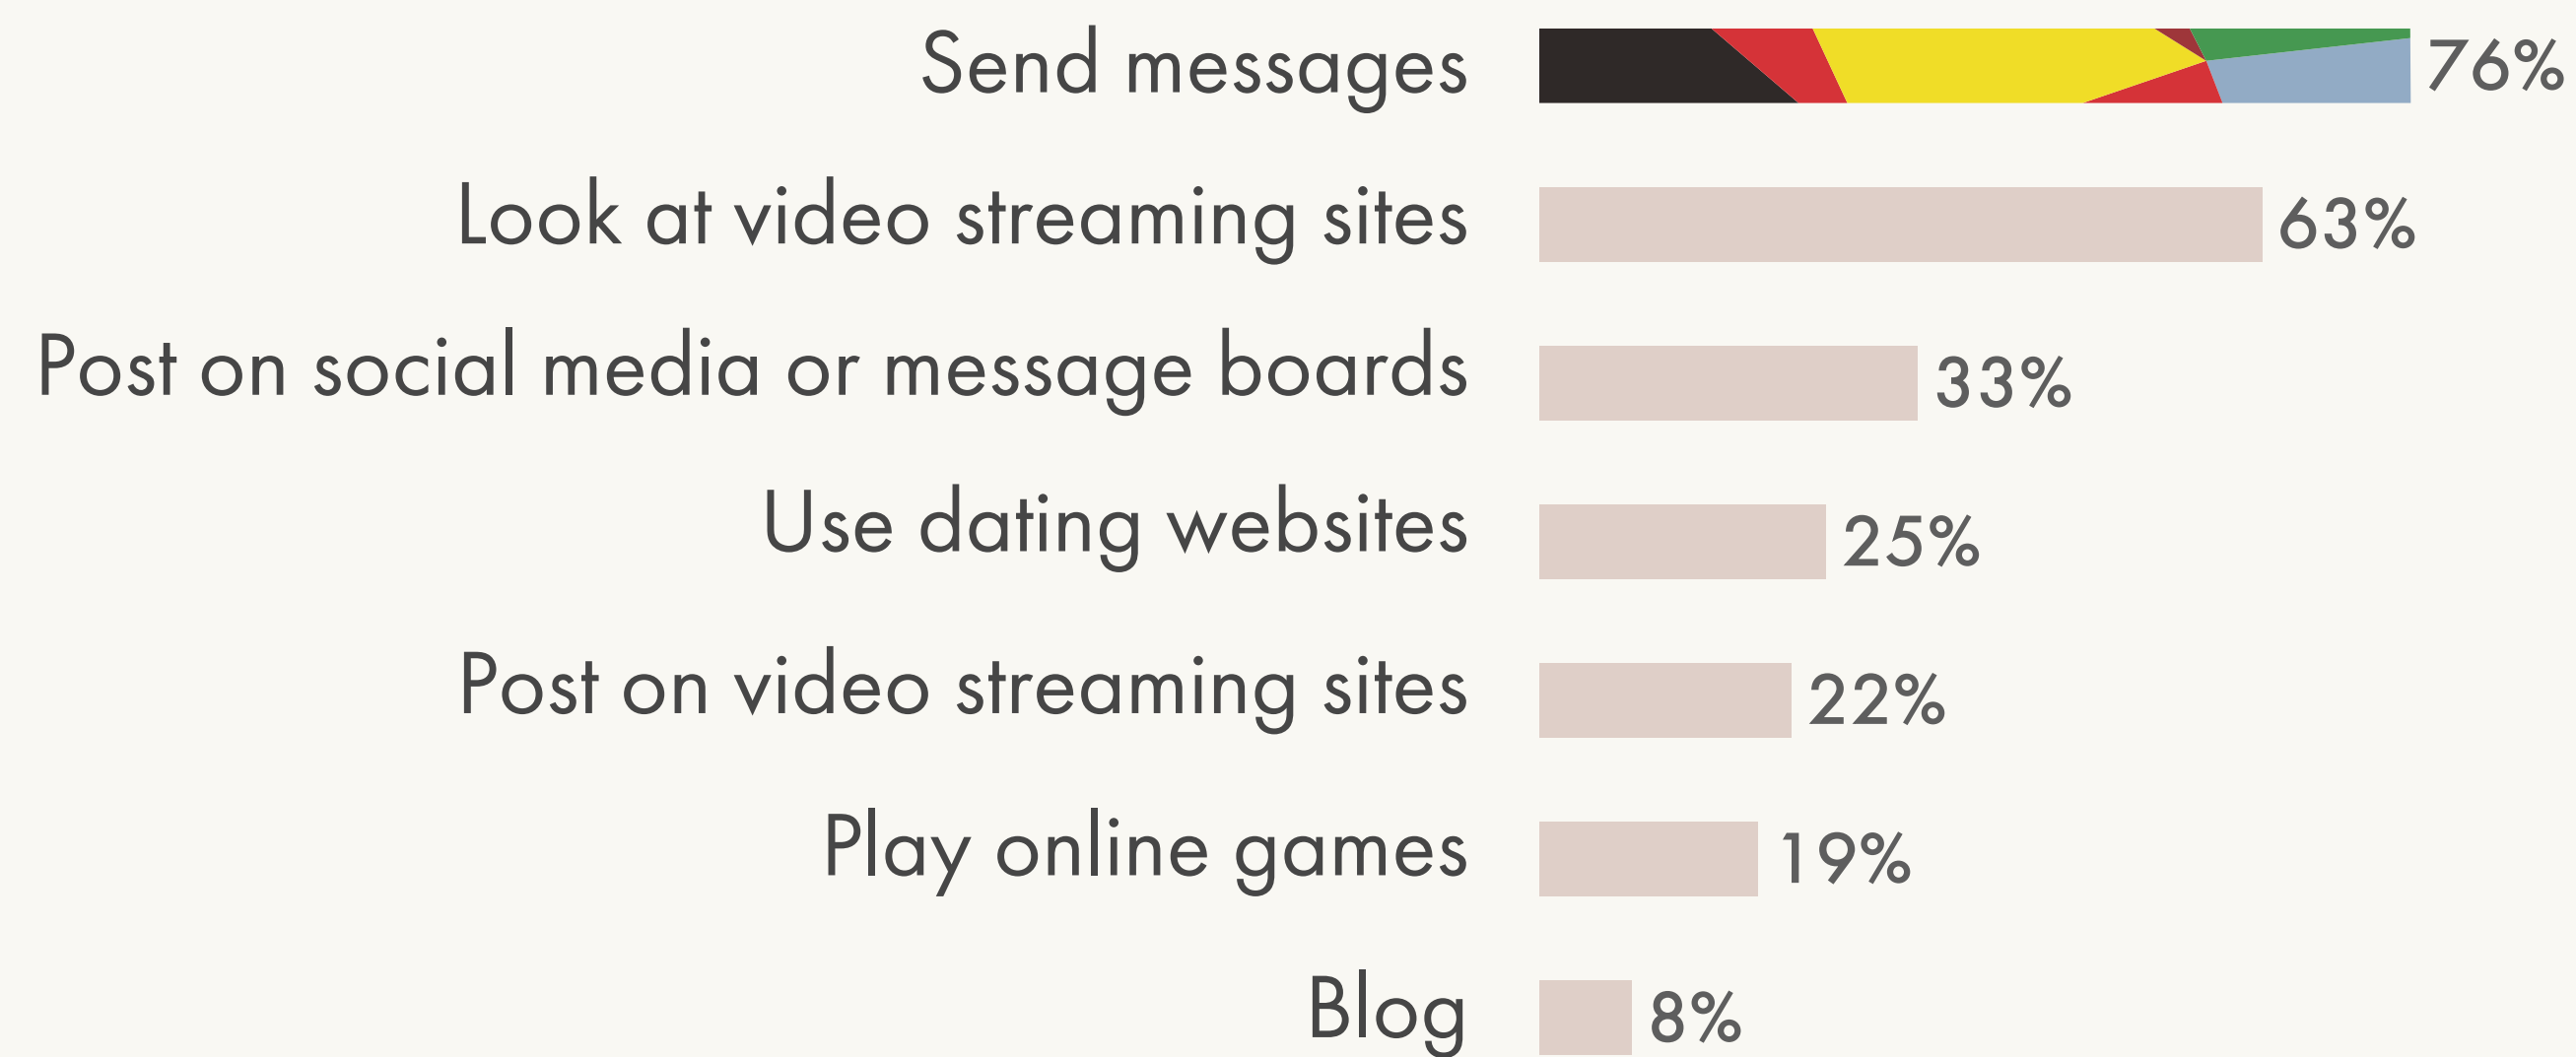 Send messages 76%
Look at video streaming sites 63%
Post on social media or message boards 33%
Use dating websites 25%
Post on video streaming sites 22%
Play online games 19%
Blog 8%